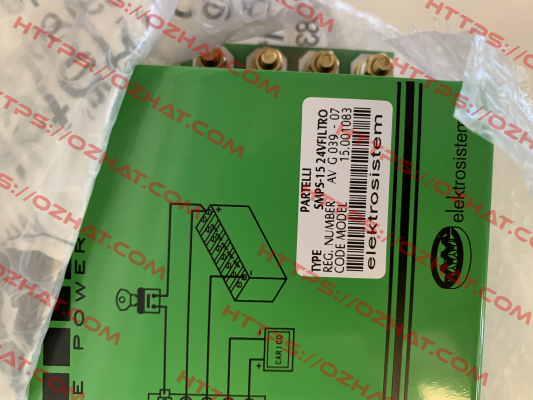 PARTELLI
TYPE SMPS-15 24VFILTRO
REG. NUMBER AV G 039 - 07
CODE MODEL 15.00T083
elektrosistem
elektrosistem
E POWER
CARICO
+
-
HTTPS://OZHAT.COM